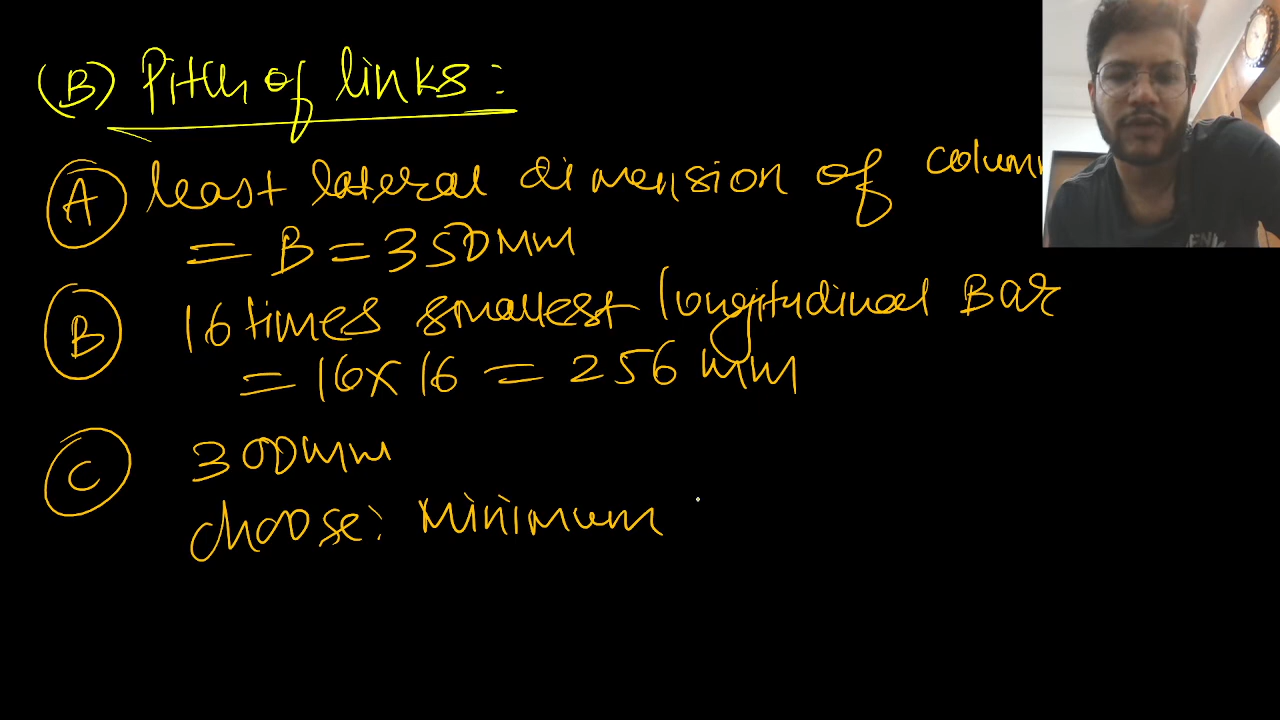 (B) Pitch of links:
(A) least lateral dimension of column
= B = 350mm
(B) 16 times smallest longitudinal Bar
= 16x16 = 256 mm
(C) 300mm
choose: Minimum